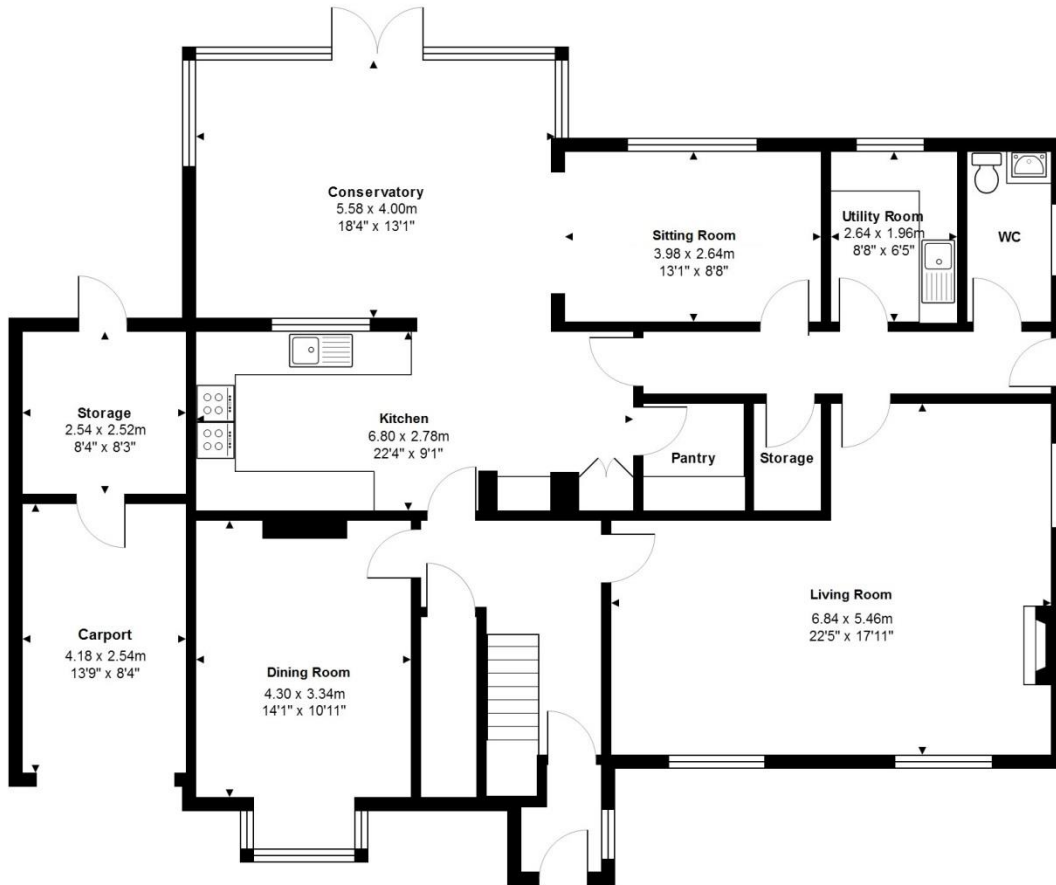 Conservatory
5.58 x 4.00m
18'4" x 13'1"
Sitting Room
3.98 x 2.64m
13'1" x 8'8"
Utility Room
2.64 x 1.96m
8'8" x 6'5"
WC
Storage
2.54 x 2.52m
8'4" x 8'3"
Kitchen
6.80 x 2.78m
22'4" x 9'1"
Pantry
Storage
Carport
4.18 x 2.54m
13'9" x 8'4"
Dining Room
4.30 x 3.34m
14'1" x 10'11"
Living Room
6.84 x 5.46m
22'5" x 17'11"